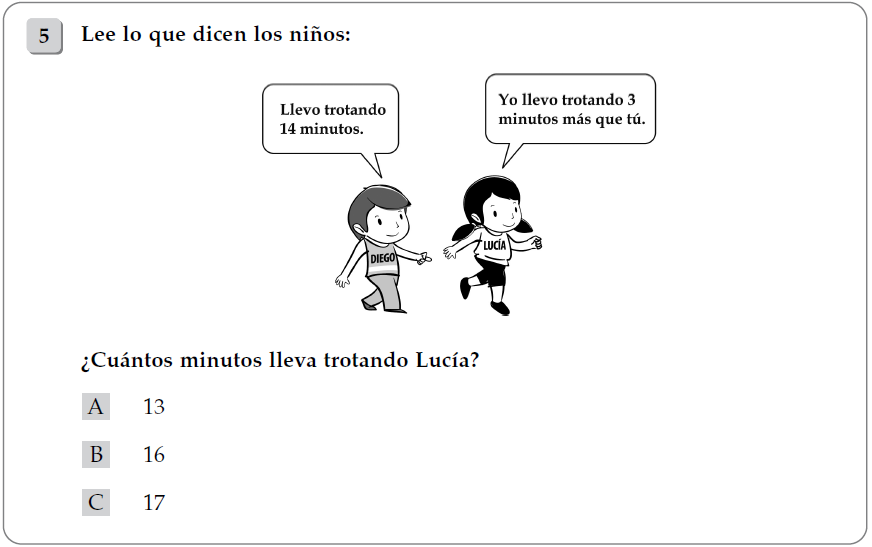 5 Lee lo que dicen los niños:
Llevo trotando
14 minutos.
Yo llevo trotando 3
minutos más que tú.
DIEGO
LUCÍA
¿Cuántos minutos lleva trotando Lucía?
A 13
B 16
C 17